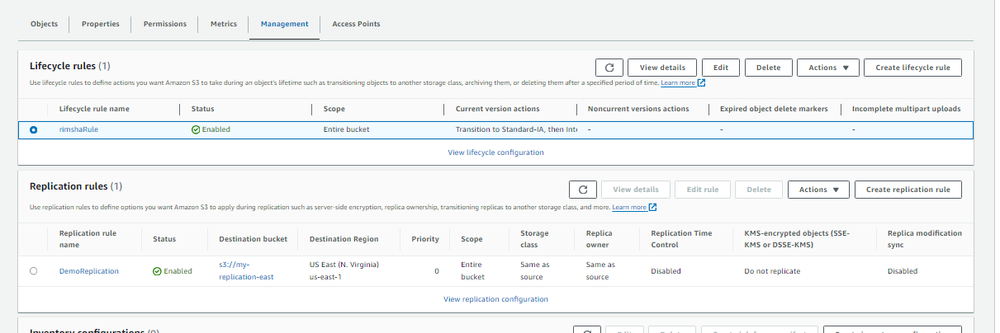 Objects Properties Permissions Metrics Management Access Points
Lifecycle rules (1)
View details Edit Delete Actions Create lifecycle rule
Use lifecycle rules to define actions you want Amazon S3 to take during an object's lifetime such as transitioning objects to another storage class, archiving them, or deleting them after a specified period of time. Learn more
Lifecycle rule name Status Scope Current version actions Noncurrent versions actions Expired object delete markers Incomplete multipart uploads
rimshaRule Enabled Entire bucket Transition to Standard-IA, then Inte - - -
View lifecycle configuration
Replication rules (1)
View details Edit rule Delete Actions Create replication rule
Use replication rules to define options you want Amazon S3 to apply during replication such as server-side encryption, replica ownership, transitioning replicas to another storage class, and more. Learn more
Replication rule name Status Destination bucket Destination Region Priority Scope Storage class Replica owner Replication Time Control KMS-encrypted objects (SSE-KMS or DSSE-KMS) Replica modification sync
DemoReplication Enabled s3://my-replication-east US East (N. Virginia) us-east-1 0 Entire bucket Same as source Same as source Disabled Do not replicate Disabled
View replication configuration
Inventory configurations (0)
Edit Delete